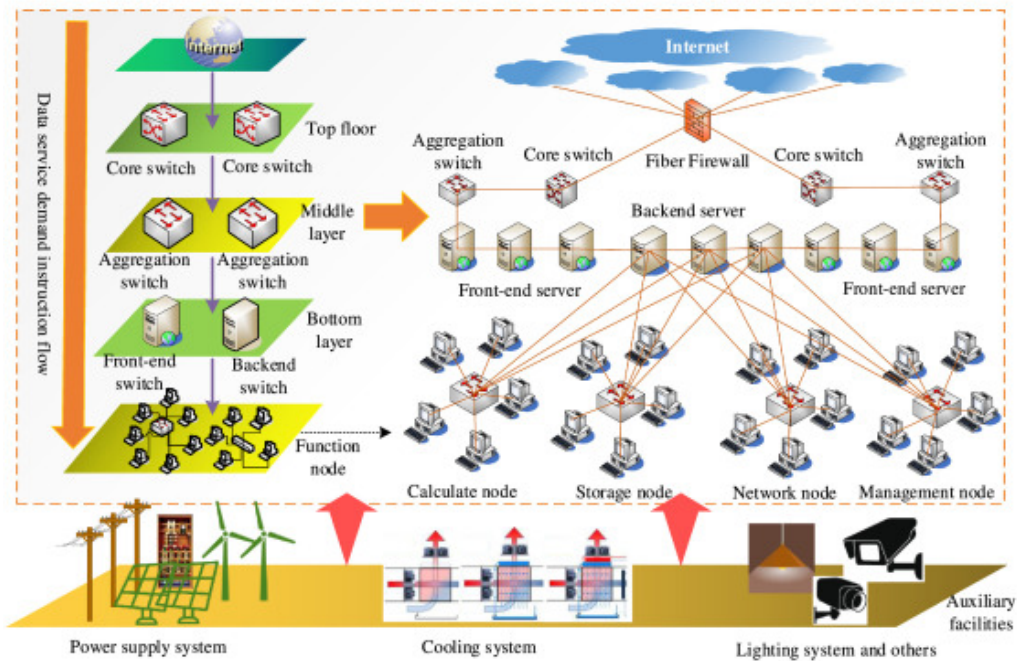 Data service demand instruction flow
Internet
Top floor
Core switch
Core switch
Middle
layer
Aggregation
switch
Aggregation
switch
Bottom
layer
Front-end
switch
Backend
switch
Function
node
Internet
Fiber Firewall
Aggregation
switch
Core switch
Core switch
Aggregation
switch
Backend server
Front-end server
Front-end server
Calculate node
Storage node
Network node
Management node
Power supply system
Cooling system
Lighting system and others
Auxiliary
facilities